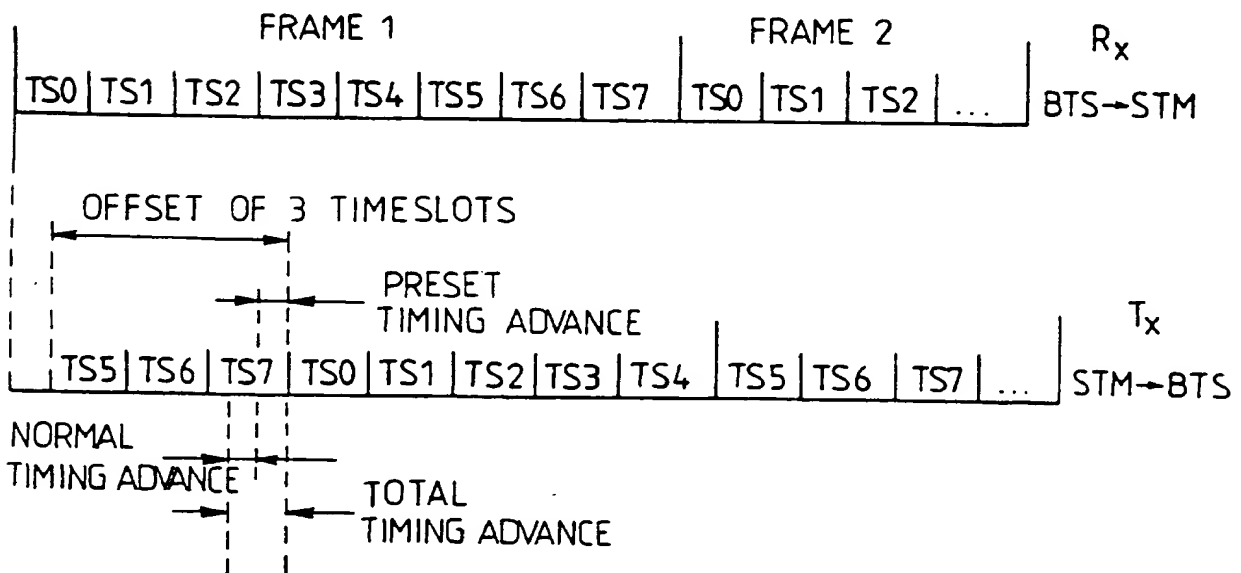 FRAME 1 FRAME 2 Rx
TS0 TS1 TS2 TS3 TS4 TS5 TS6 TS7 TS0 TS1 TS2 ... BTS→STM
OFFSET OF 3 TIMESLOTS
PRESET
TIMING ADVANCE
Tx
TS5 TS6 TS7 TS0 TS1 TS2 TS3 TS4 TS5 TS6 TS7 ... STM→BTS
NORMAL
TIMING ADVANCE
TOTAL
TIMING ADVANCE